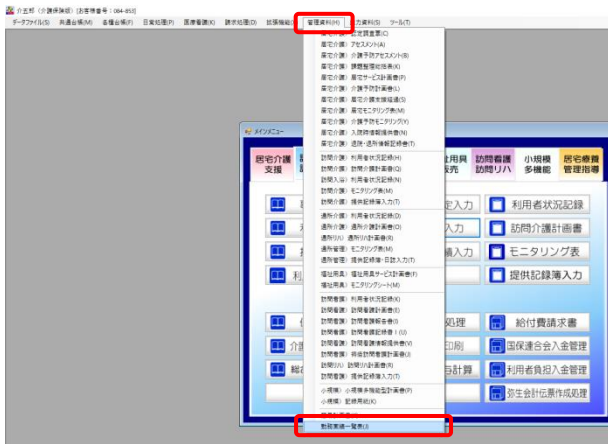 介五郎（介護保険版）[お客様番号：084-853]
データファイル(S) 共通台帳(M) 各種台帳(F) 日常処理(P) 医療看護(K) 請求処理(D) 拡張機能( 管理資料(H) 力資料(S) ツール(T)
居宅介護）アセスメント(A)
居宅介護）介護予防アセスメント(B)
居宅介護）課題整理総括表(K)
居宅介護）居宅サービス計画書(P)
居宅介護）介護予防計画書(L)
居宅介護）居宅介護支援経過(S)
居宅介護）居宅モニタリング表(M)
居宅介護）介護予防モニタリング(Y)
居宅介護）入院時情報提供書(N)
居宅介護）退院・退所情報記録書(T)
訪問介護）利用者状況記録(H)
訪問介護）訪問介護計画書(Q)
訪問入浴）利用者状況記録(N)
訪問介護）モニタリング表(M)
訪問介護）提供記録簿入力(T)
通所介護）利用者状況記録(D)
通所介護）通所介護計画書(O)
通所リハ）通所リハ計画書(R)
通所管理）モニタリング表(M)
通所管理）提供記録簿・日誌入力(T)
福祉用具）福祉用具サービス計画書(F)
福祉用具）モニタリングシート(M)
訪問看護）利用者状況記録(K)
訪問看護）訪問看護計画書(E)
訪問看護）訪問看護報告書(I)
訪問看護）訪問看護記録書Ⅰ(U)
訪問看護）訪問看護情報提供書(V)
訪問看護）精神訪問看護計画書(J)
訪問リハ）訪問リハ計画書(R)
訪問看護）提供記録簿入力(T)
小規模）小規模多機能型計画書(P)
小規模）記録用紙(K)
勤務実績一覧表(J)
メインメニュー
居宅介護支援
用具 売
訪問看護 訪問リハ
小規模 多機能
居宅療養 管理指導
定入力 利用者状況記録
入力 訪問介護計画書
績入力 モニタリング表
利 提供記録簿入力
処理 給付費請求書
介護 印刷 国保連合会入金管理
総 与計算 利用者負担入金管理
弥生会計伝票作成処理